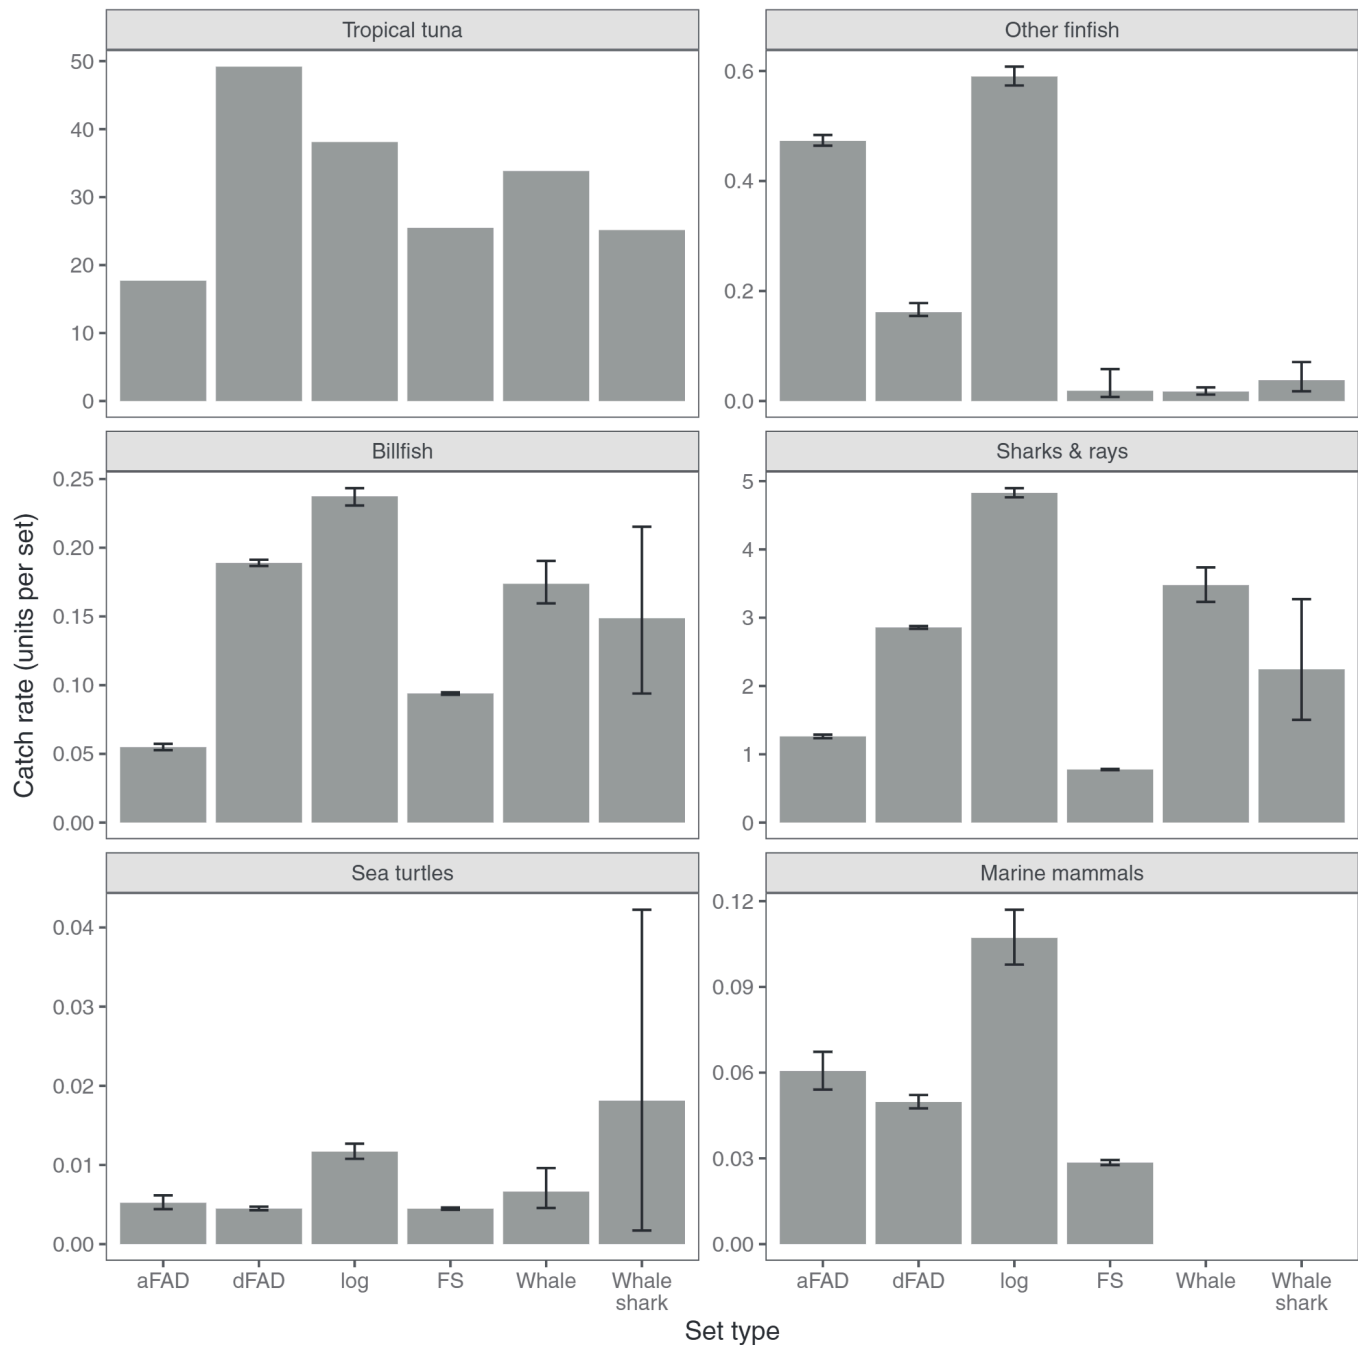 Tropical tuna
50
40
30
20
10
0
Other finfish
0.6
0.4
0.2
0.0
Billfish
0.25
0.20
0.15
0.10
0.05
0.00
Sharks & rays
5
4
3
2
1
0
Sea turtles
0.04
0.03
0.02
0.01
0.00
Marine mammals
0.12
0.09
0.06
0.03
0.00
Catch rate (units per set)
aFAD dFAD log FS Whale Whale
shark
aFAD dFAD log FS Whale Whale
shark
Set type